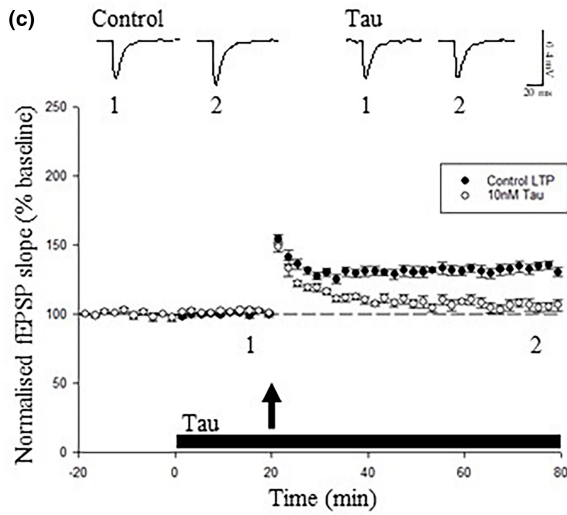 (c)
Control
Tau
1
2
1
2
0.4 mV
20 ms
250
200
150
100
50
0
Normalised fEPSP slope (% baseline)
Control LTP
10nM Tau
1
2
Tau
-20
0
20
40
60
80
Time (min)